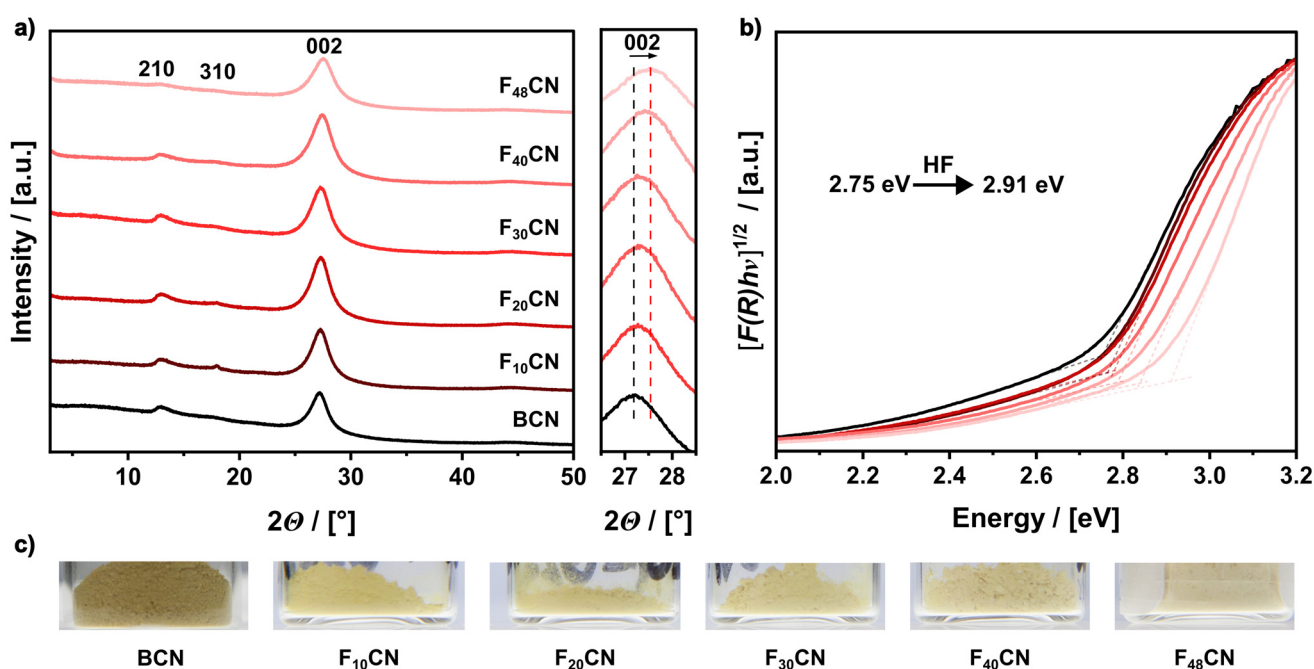 a)
Intensity / [a.u.]
210
310
002
F₄₈CN
F₄₀CN
F₃₀CN
F₂₀CN
F₁₀CN
BCN
10
20
30
40
50
2Θ / [°]
002
27
28
2Θ / [°]
b)
[F(R)hν]^1/2 / [a.u.]
HF
2.75 eV 2.91 eV
2.0
2.2
2.4
2.6
2.8
3.0
3.2
Energy / [eV]
c)
BCN
F₁₀CN
F₂₀CN
F₃₀CN
F₄₀CN
F₄₈CN